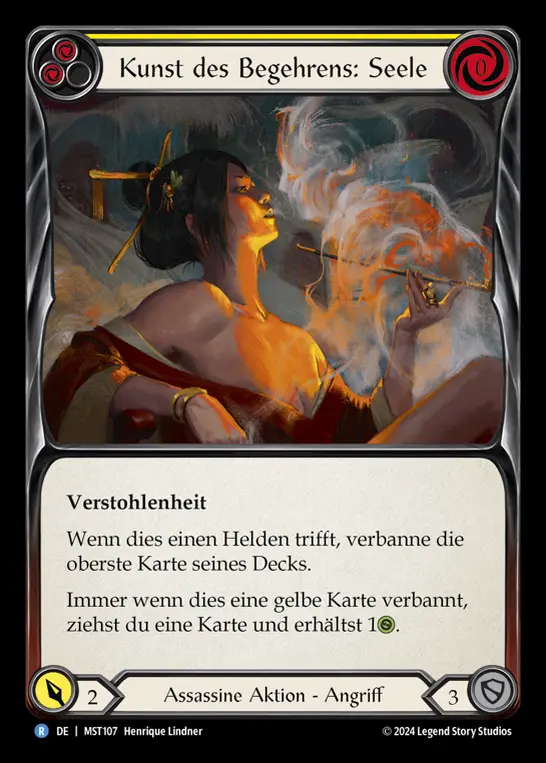 Kunst des Begehrens: Seele
0
Verstohlenheit
Wenn dies einen Helden trifft, verbanne die
oberste Karte seines Decks.
Immer wenn dies eine gelbe Karte verbannt,
ziehst du eine Karte und erhältst 1.
2
Assassine Aktion - Angriff
3
R DE | MST107 Henrique Lindner
© 2024 Legend Story Studios